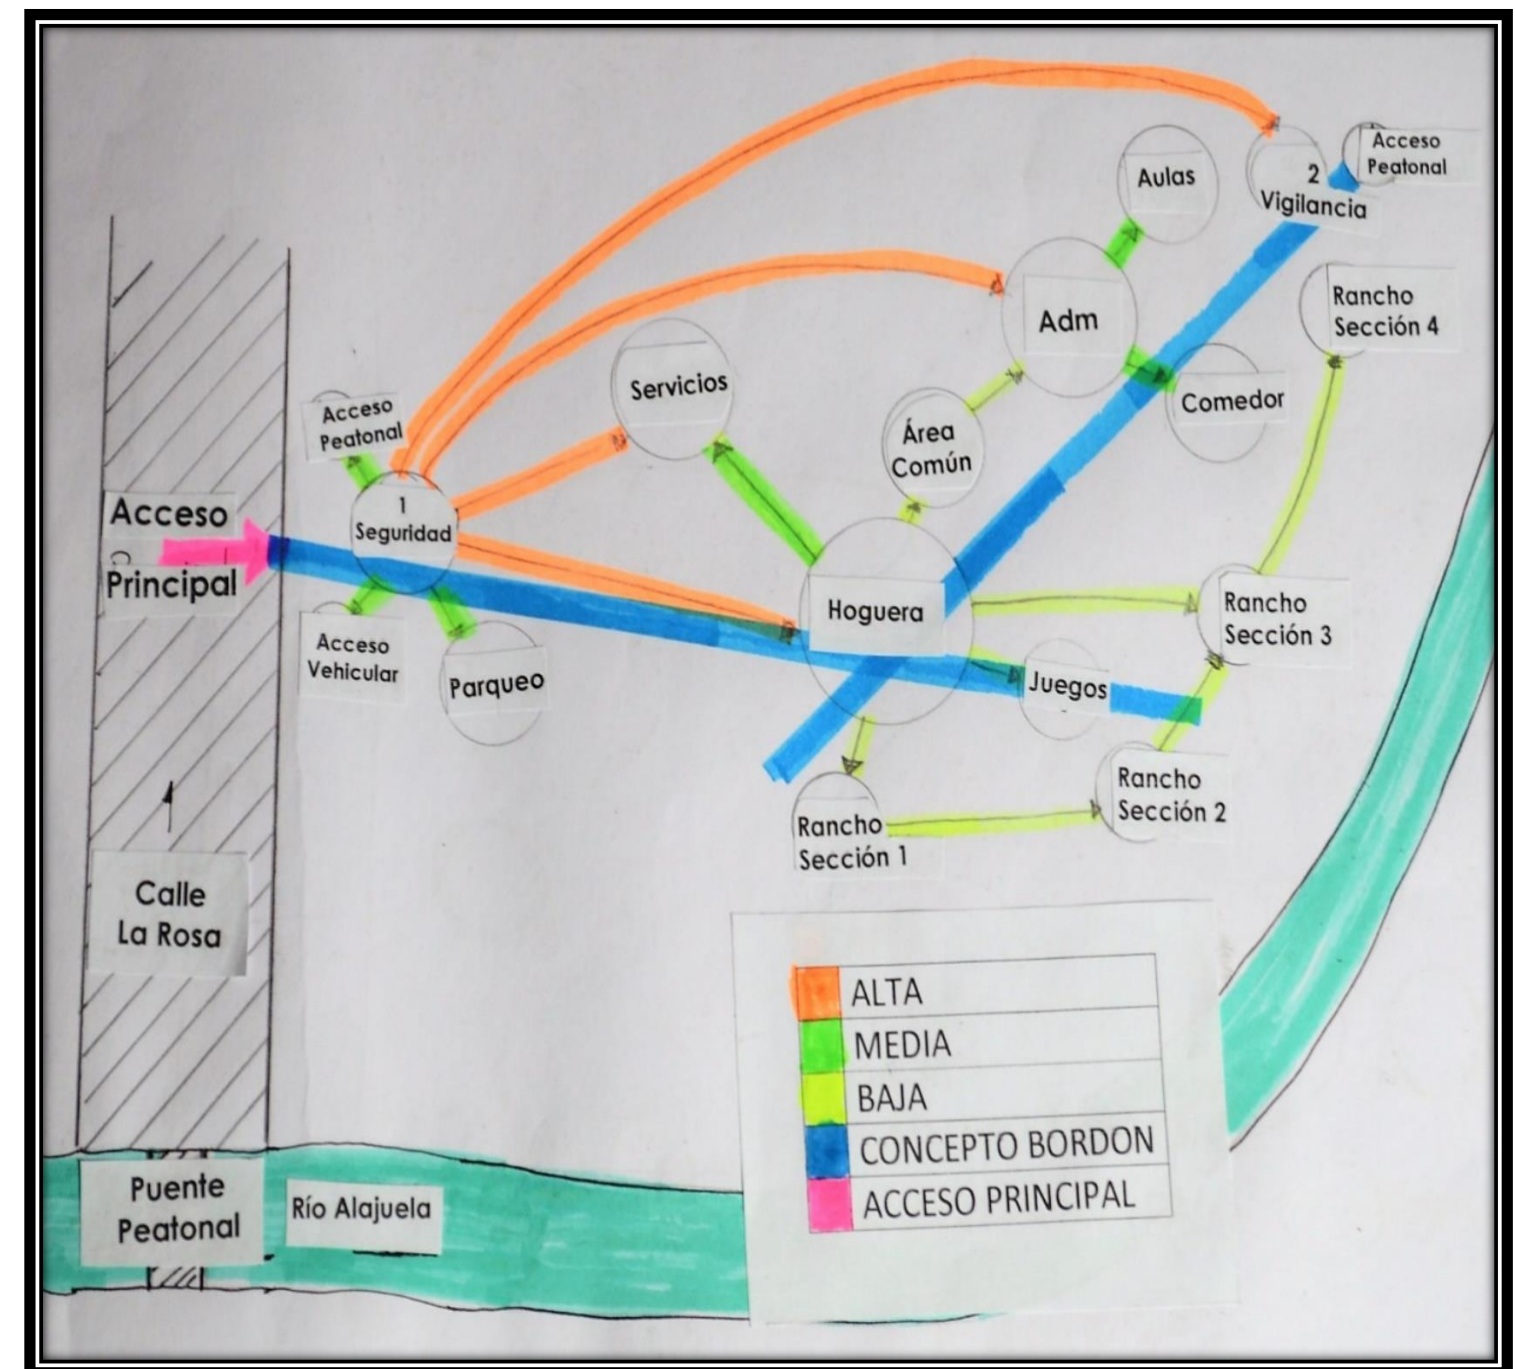 Aulas
2
Vigilancia
Acceso
Peatonal
Adm
Rancho
Sección 4
Servicios
Comedor
Acceso
Peatonal
Área
Común
1
Seguridad
Acceso
Principal
Hoguera
Rancho
Sección 3
Acceso
Vehicular
Parqueo
Juegos
Rancho
Sección 2
Rancho
Sección 1
Calle
La Rosa
ALTA
MEDIA
BAJA
CONCEPTO BORDON
ACCESO PRINCIPAL
Puente
Peatonal
Río Alajuela